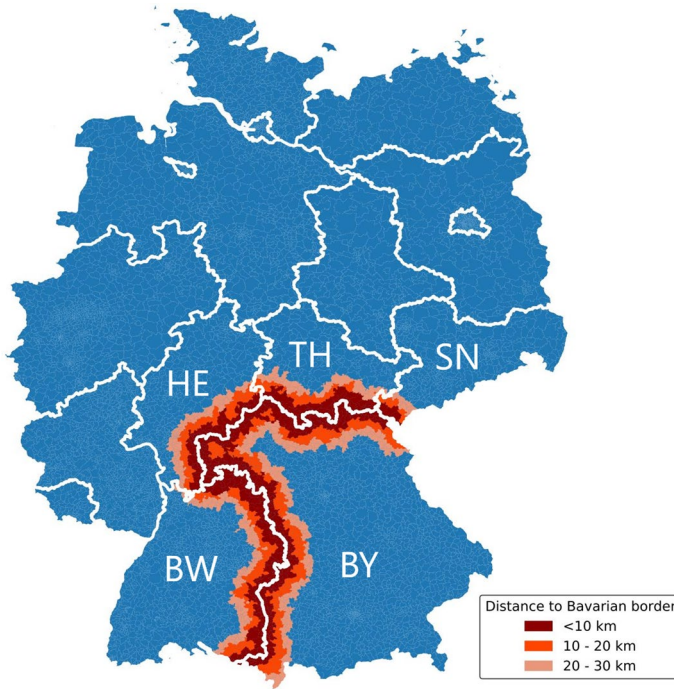 TH
SN
HE
BW
BY
Distance to Bavarian border
<10 km
10 - 20 km
20 - 30 km